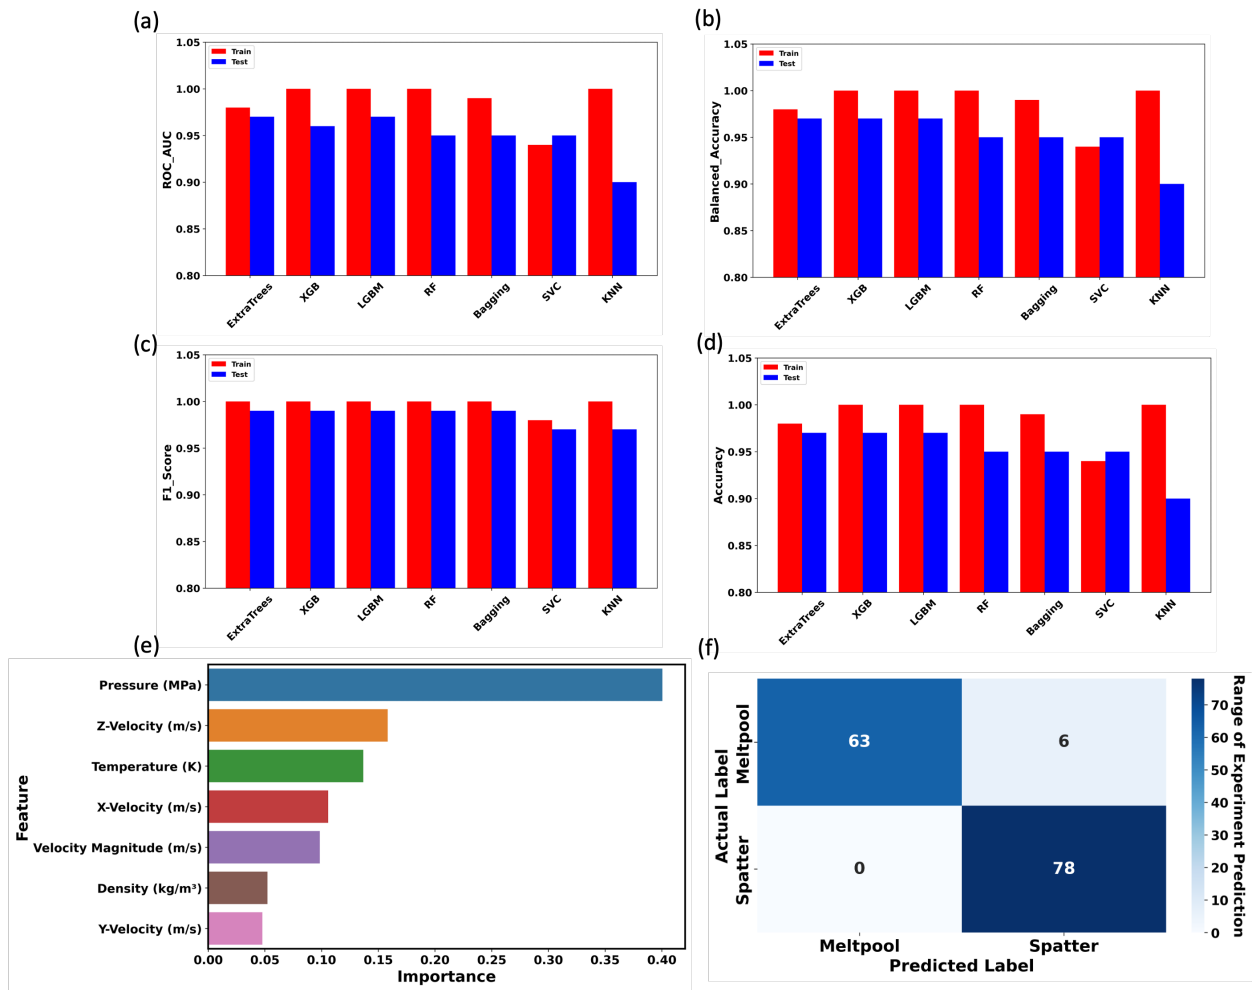 (a)
1.05
1.00
0.95
0.90
0.85
0.80
ROC_AUC
Train
Test
ExtraTrees
XGB
LGBM
RF
Bagging
SVC
KNN
(b)
1.05
1.00
0.95
0.90
0.85
0.80
Balanced_Accuracy
Train
Test
ExtraTrees
XGB
LGBM
RF
Bagging
SVC
KNN
(c)
1.05
1.00
0.95
0.90
0.85
0.80
F1_Score
Train
Test
ExtraTrees
XGB
LGBM
RF
Bagging
SVC
KNN
(d)
1.05
1.00
0.95
0.90
0.85
0.80
Accuracy
Train
Test
ExtraTrees
XGB
LGBM
RF
Bagging
SVC
KNN
(e)
Feature
Pressure (MPa)
Z-Velocity (m/s)
Temperature (K)
X-Velocity (m/s)
Velocity Magnitude (m/s)
Density (kg/m³)
Y-Velocity (m/s)
0.00 0.05 0.10 0.15 0.20 0.25 0.30 0.35 0.40
Importance
(f)
Actual Label
Meltpool
Spatter
63 6
0 78
Meltpool Spatter
Predicted Label
70
60
50
40
30
20
10
0
Range of Experiment Prediction